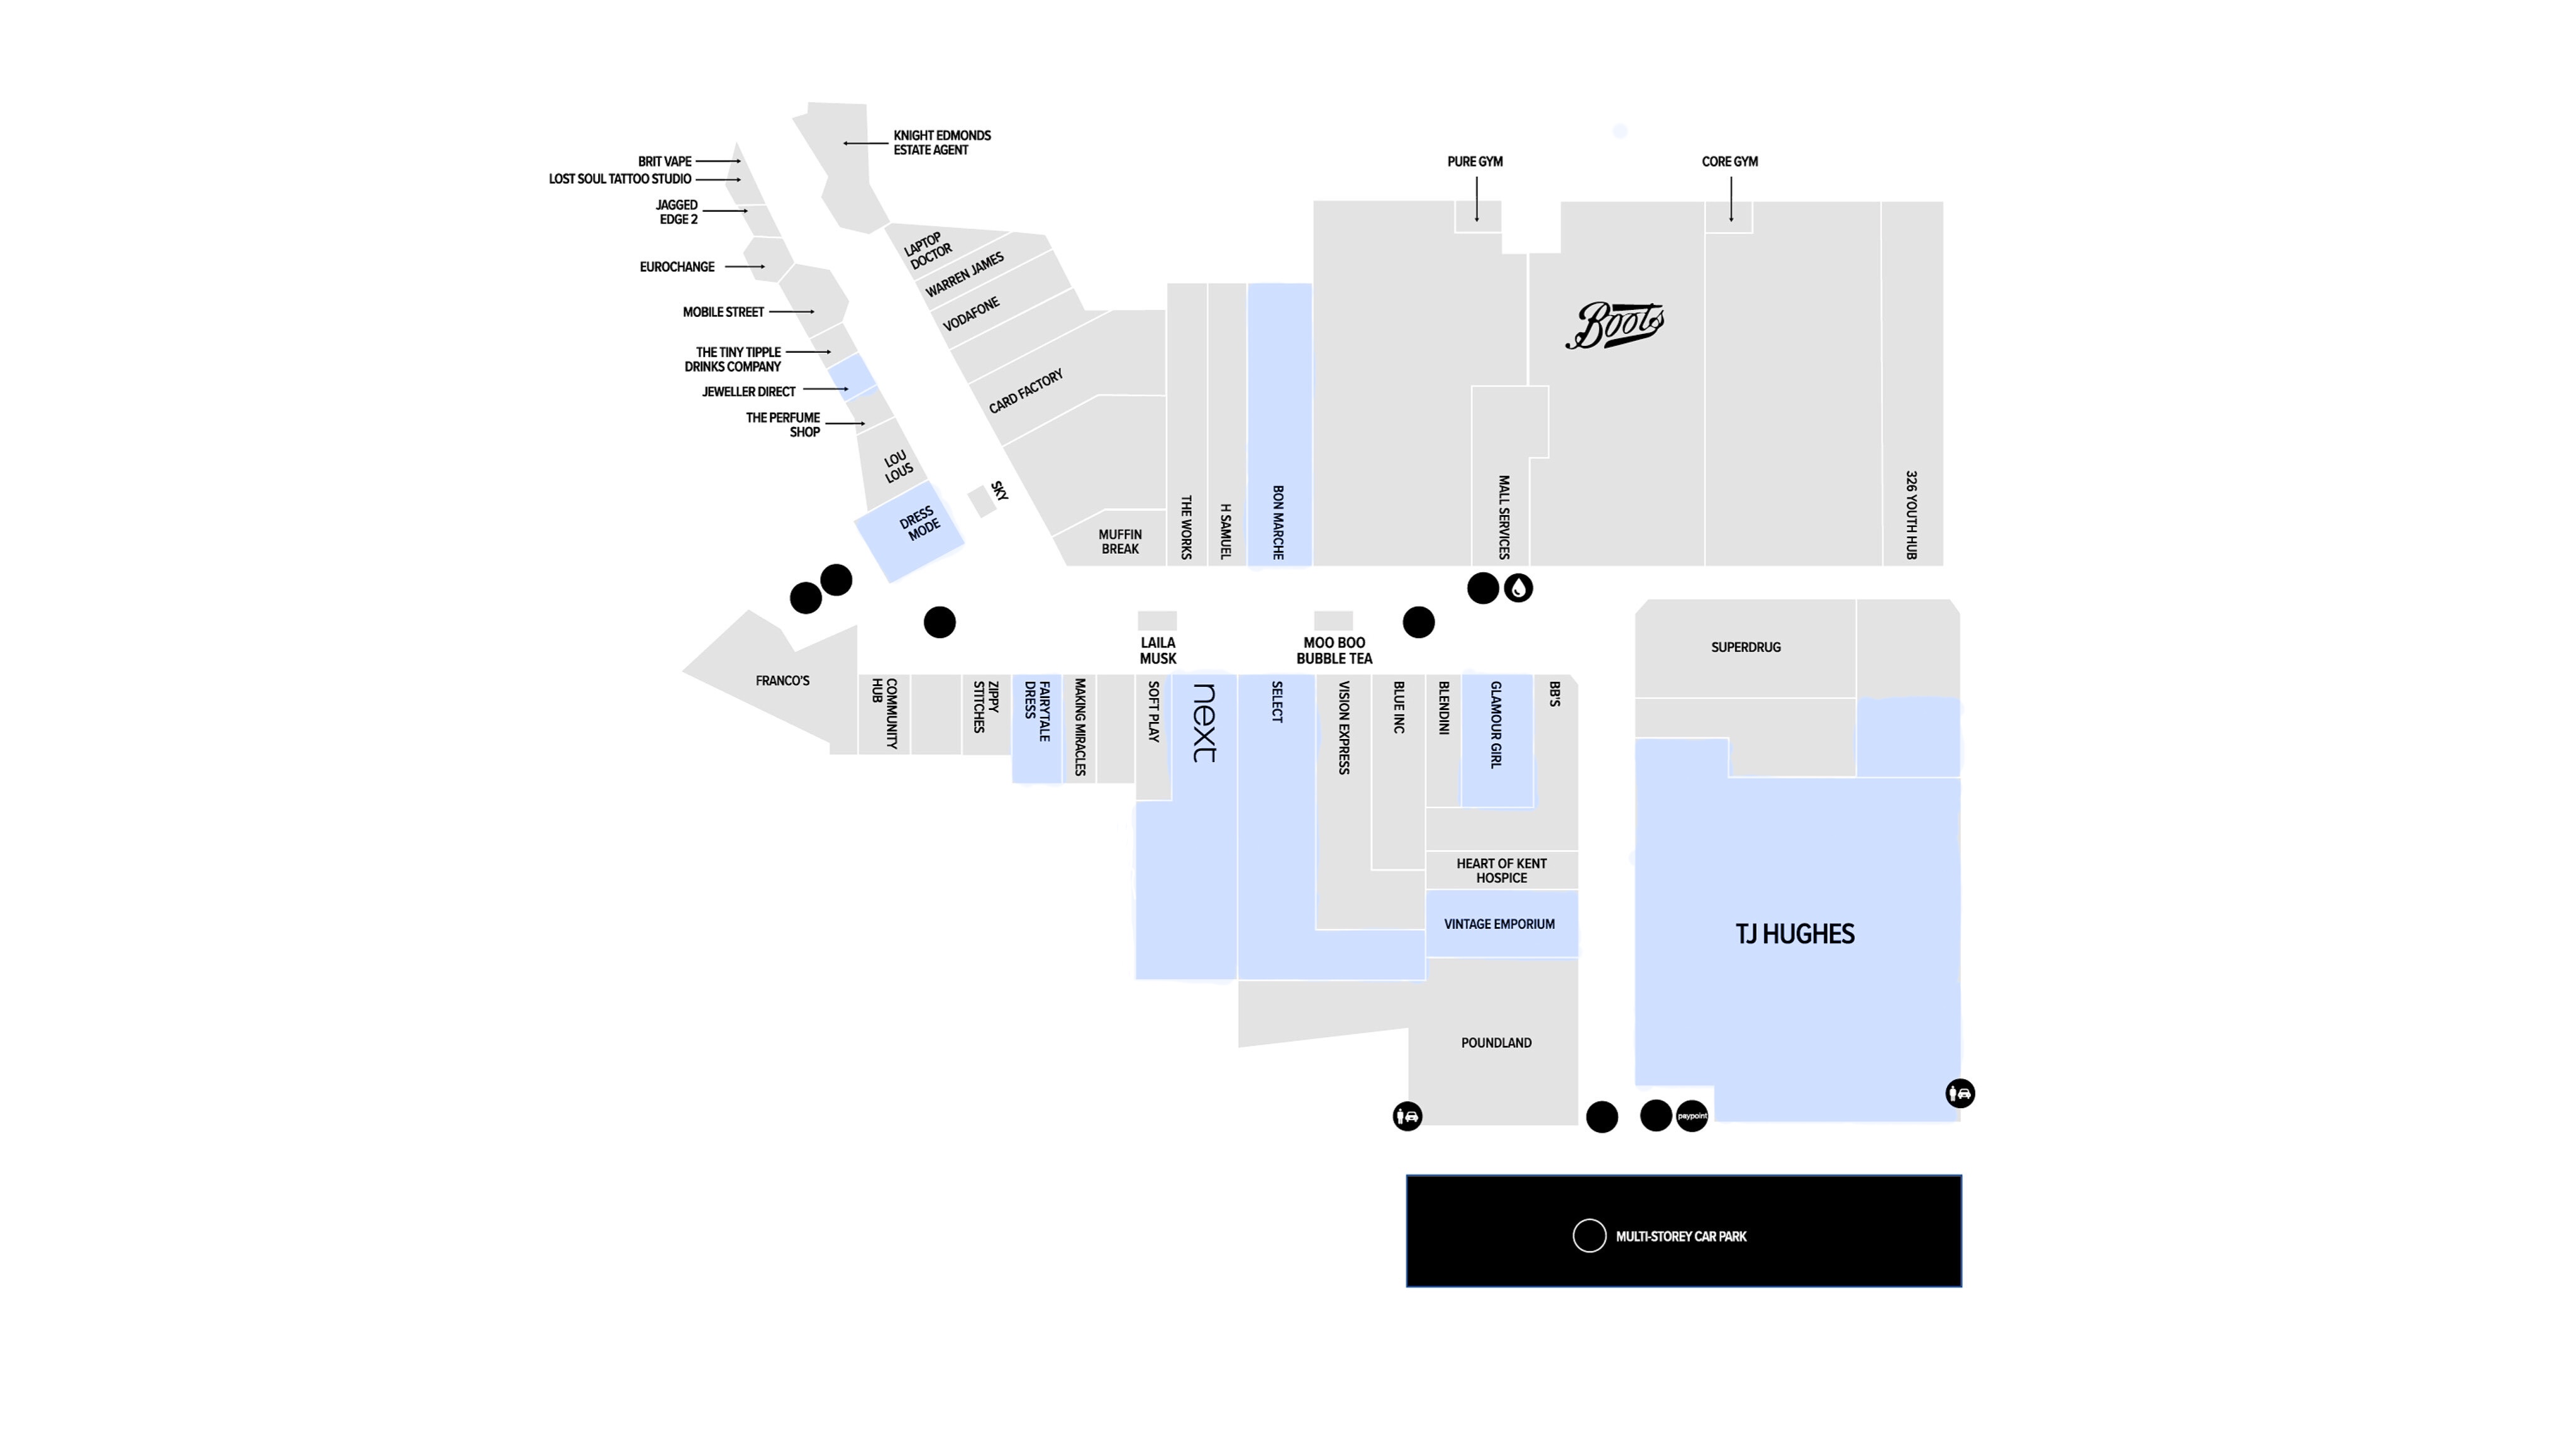 KNIGHT EDMONDS
ESTATE AGENT
BRIT VAPE
LOST SOUL TATTOO STUDIO
JAGGED
EDGE 2
EUROCHANGE
MOBILE STREET
THE TINY TIPPLE
DRINKS COMPANY
JEWELLER DIRECT
THE PERFUME
SHOP
LOU
LOUS
DRESS
MODE
SKY
LAPTOP
DOCTOR
WARREN JAMES
VODAFONE
CARD FACTORY
MUFFIN
BREAK
THE WORKS
H SAMUEL
BON MARCHE
PURE GYM
CORE GYM
Boots
MALL SERVICES
326 YOUTH HUB
LAILA
MUSK
MOO BOO
BUBBLE TEA
FRANCO'S
COMMUNITY
HUB
ZIPPY
STITCHES
FAIRYTALE
DRESS
MAKING MIRACLES
SOFT PLAY
next
SELECT
VISION EXPRESS
BLUE INC
BLENDINI
GLAMOUR GIRL
BB'S
HEART OF KENT
HOSPICE
VINTAGE EMPORIUM
POUNDLAND
SUPERDRUG
TJ HUGHES
paypoint
MULTI-STOREY CAR PARK